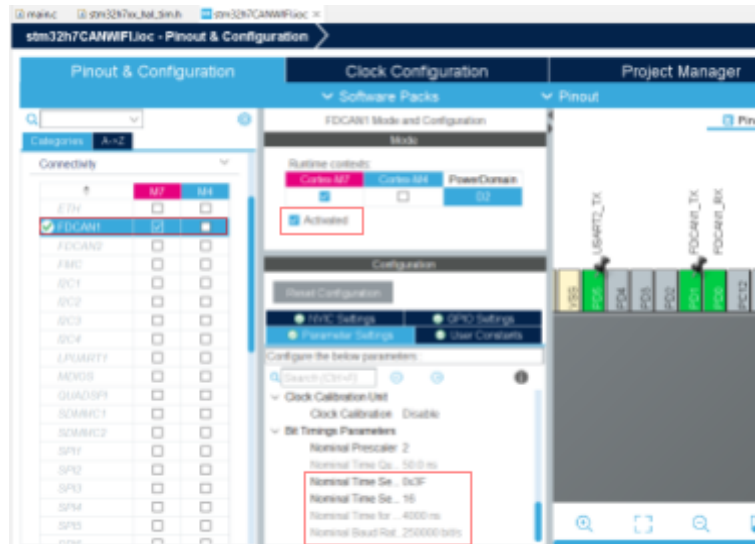 main.c stm32h7xx_hal_tim.h stm32h7CANWIFI.ioc
stm32h7CANWIFI.ioc - Pinout & Configuration
Pinout & Configuration Clock Configuration Project Manager
Software Packs Pinout
FDCAN1 Mode and Configuration
Categories A->Z
Mode
Connectivity
Runtime contexts:
Cortex-M7 Cortex-M4 PowerDomain
D2
Activated
M7 M4
ETH
FDCAN1
FDCAN2
FMC
I2C1
I2C2
I2C3
I2C4
LPUART1
MDIOS
QUADSPI
SDMMC1
SDMMC2
SPI1
SPI2
SPI3
SPI4
SPI5
SPI6
Configuration
Reset Configuration
NVIC Settings GPIO Settings
Parameter Settings User Constants
Configure the below parameters :
Search (Ctrl+F)
Clock Calibration Unit
Clock Calibration Disable
Bit Timings Parameters
Nominal Prescaler 2
Nominal Time Qu... 50.0 ns
Nominal Time Se... 0x3F
Nominal Time Se... 16
Nominal Time for ... 4000 ns
Nominal Baud Rat... 250000 bit/s
USART2_TX
FDCAN1_TX
FDCAN1_RX
VSS
PD5
PD4
PD3
PD2
PD1
PD0
PC12